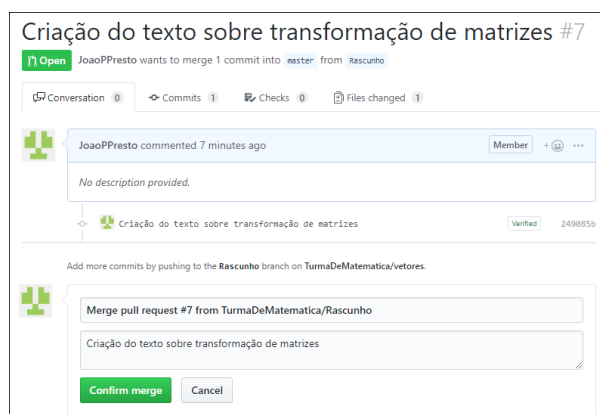 Criação do texto sobre transformação de matrizes #7
Open JoaoPPresto wants to merge 1 commit into master from Rascunho
Conversation 0 Commits 1 Checks 0 Files changed 1
JoaoPPresto commented 7 minutes ago Member
No description provided.
Criação do texto sobre transformação de matrizes Verified 249085b
Add more commits by pushing to the Rascunho branch on TurmaDeMatematica/vetores.
Merge pull request #7 from TurmaDeMatematica/Rascunho
Criação do texto sobre transformação de matrizes
Confirm merge Cancel